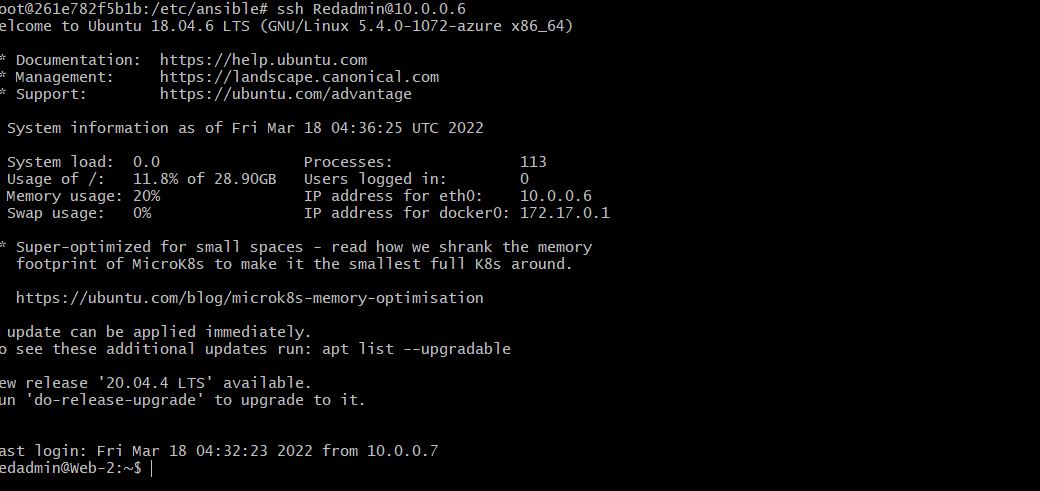 oot@261e782f5b1b:/etc/ansible# ssh Redadmin@10.0.0.6
elcome to Ubuntu 18.04.6 LTS (GNU/Linux 5.4.0-1072-azure x86_64)
* Documentation:  https://help.ubuntu.com
* Management:     https://landscape.canonical.com
* Support:        https://ubuntu.com/advantage
System information as of Fri Mar 18 04:36:25 UTC 2022
System load:  0.0                Processes:              113
Usage of /:   11.8% of 28.90GB   Users logged in:        0
Memory usage: 20%                IP address for eth0:    10.0.0.6
Swap usage:   0%                 IP address for docker0: 172.17.0.1
* Super-optimized for small spaces - read how we shrank the memory
footprint of MicroK8s to make it the smallest full K8s around.
https://ubuntu.com/blog/microk8s-memory-optimisation
update can be applied immediately.
o see these additional updates run: apt list --upgradable
ew release '20.04.4 LTS' available.
un 'do-release-upgrade' to upgrade to it.
ast login: Fri Mar 18 04:32:23 2022 from 10.0.0.7
edadmin@Web-2:~$